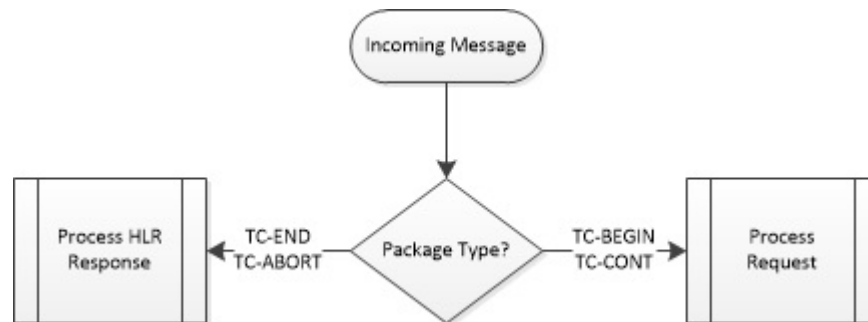 Incoming Message
Process HLR
Response
TC-END
TC-ABORT
Package Type?
TC-BEGIN
TC-CONT
Process
Request